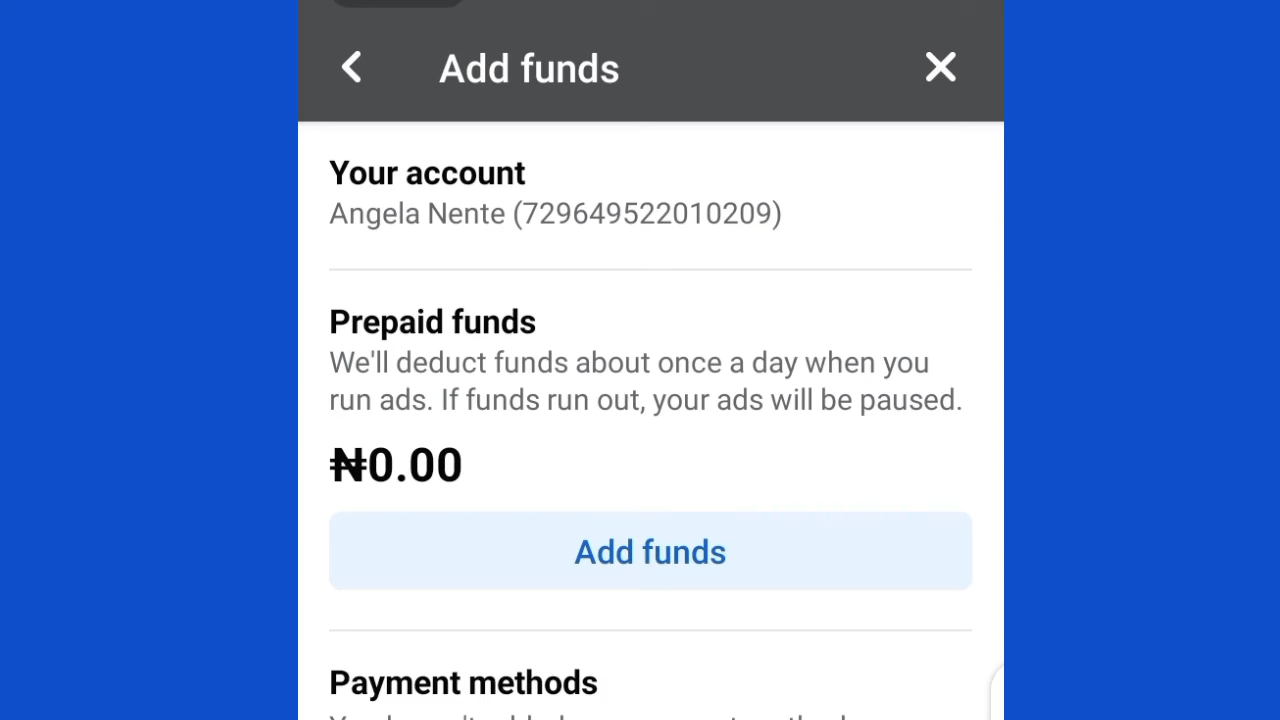 Add funds
Your account
Angela Nente (729649522010209)
Prepaid funds
We'll deduct funds about once a day when you
run ads. If funds run out, your ads will be paused.
₦0.00
Add funds
Payment methods